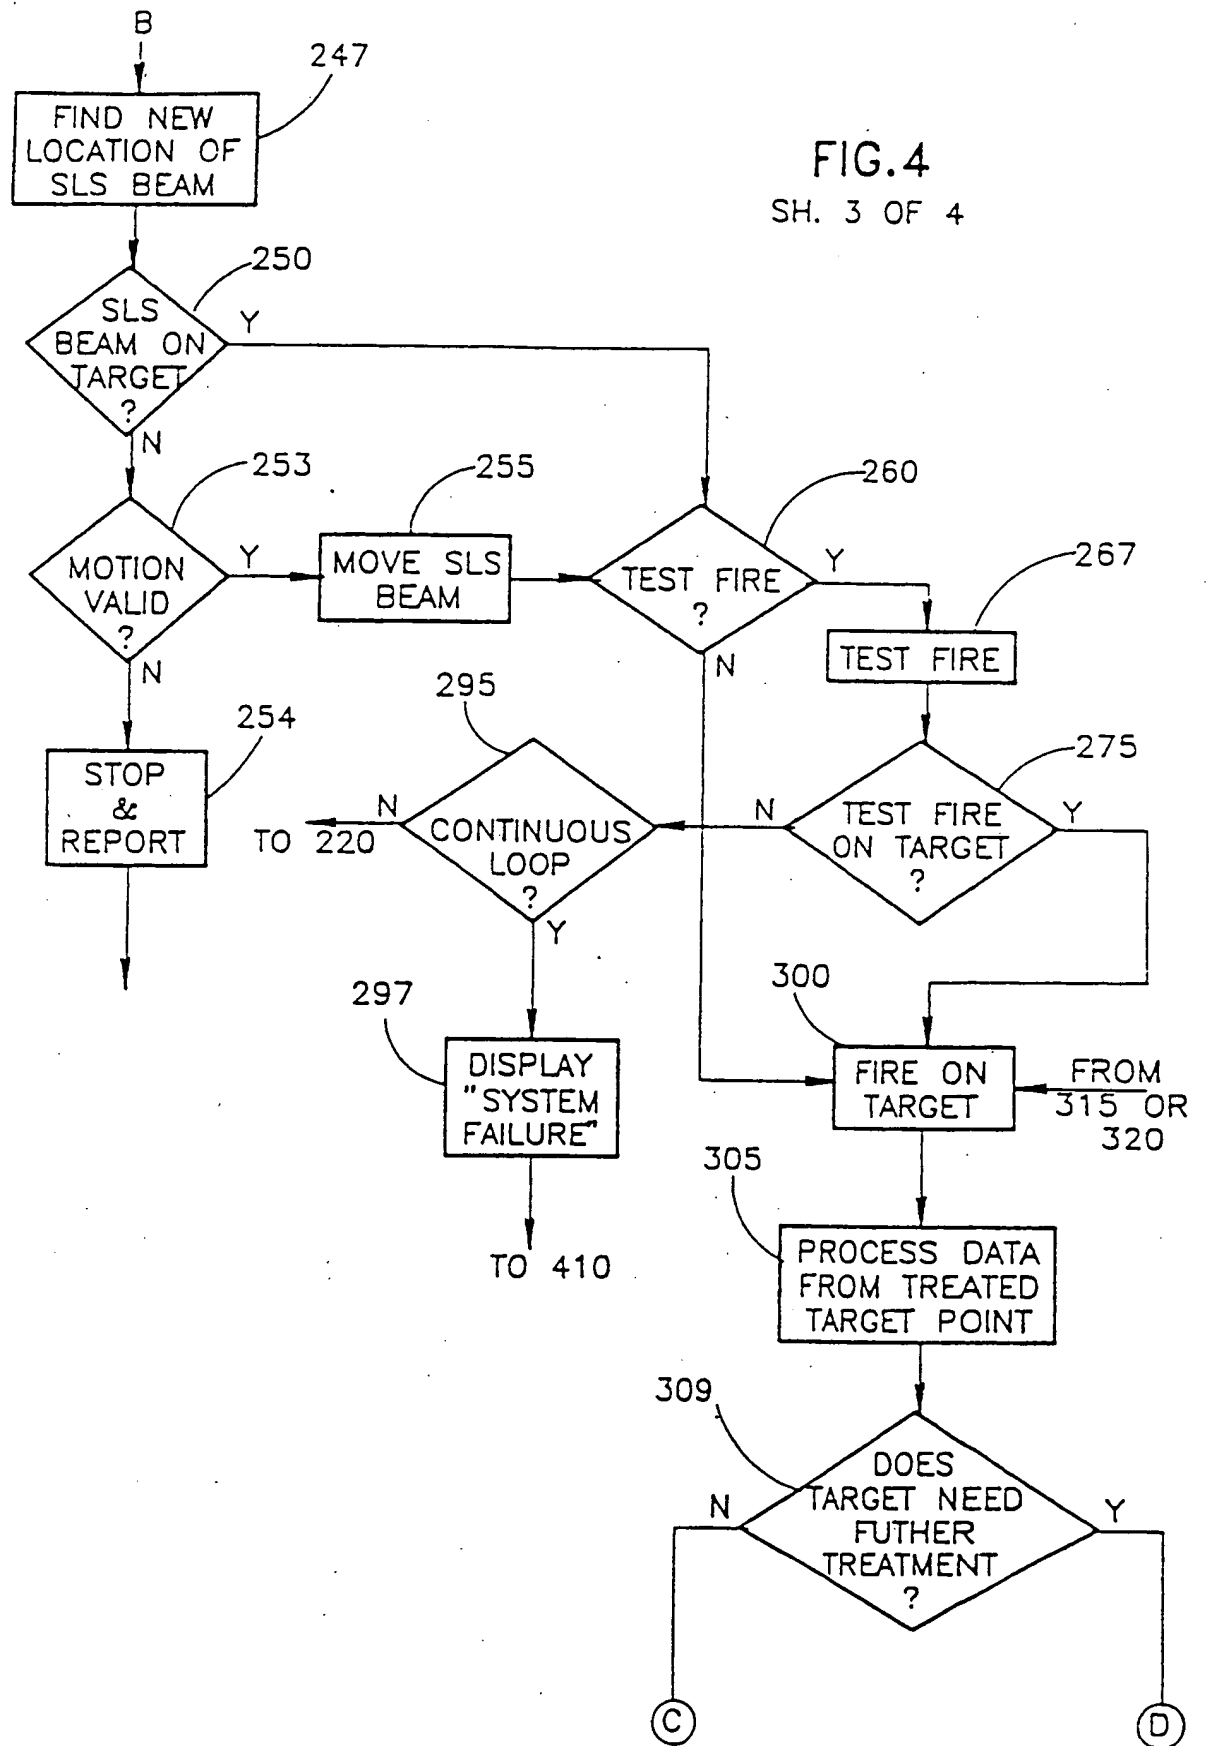 B
247
FIND NEW
LOCATION OF
SLS BEAM
FIG.4
SH. 3 OF 4
250
SLS
BEAM ON
TARGET
?
Y
N
253
MOTION
VALID
?
Y
N
255
MOVE SLS
BEAM
260
TEST FIRE
?
Y
N
267
TEST FIRE
254
STOP
&
REPORT
295
CONTINUOUS
LOOP
?
N
TO 220
Y
275
TEST FIRE
ON TARGET
?
N
Y
297
DISPLAY
"SYSTEM
FAILURE"
TO 410
300
FIRE ON
TARGET
FROM
315 OR
320
305
PROCESS DATA
FROM TREATED
TARGET POINT
309
DOES
TARGET NEED
FUTHER
TREATMENT
?
N
Y
C
D